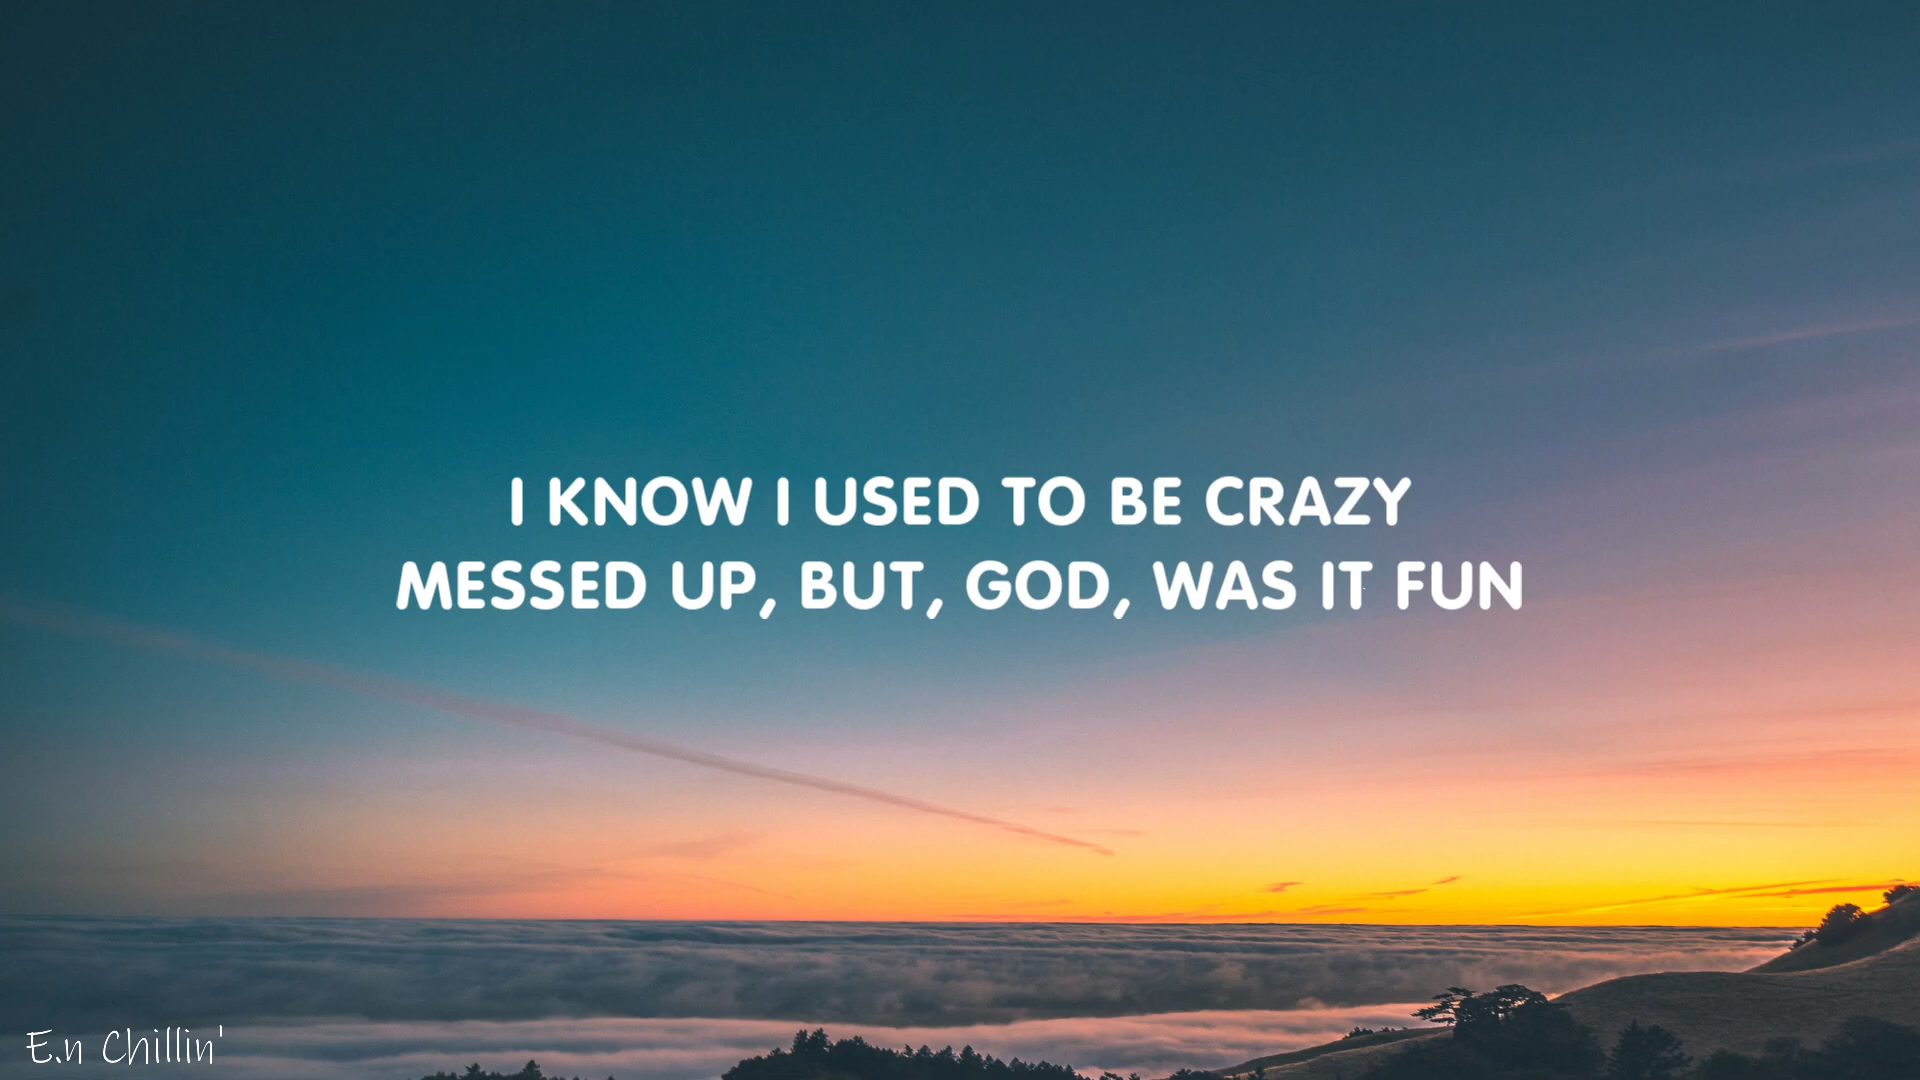 I KNOW I USED TO BE CRAZY
MESSED UP, BUT, GOD, WAS IT FUN
E.n Chillin'